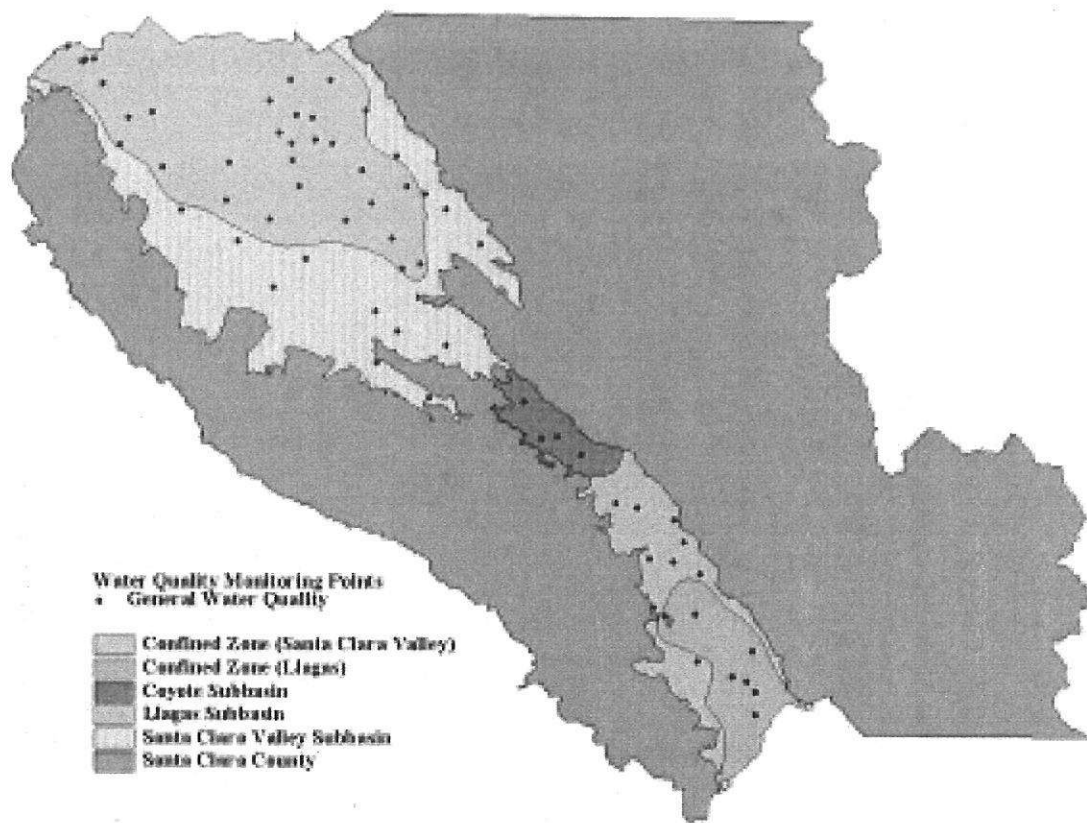 Water Quality Monitoring Points
General Water Quality
Confined Zone (Santa Clara Valley)
Confined Zone (Llagas)
Coyote Subbasin
Llagas Subbasin
Santa Clara Valley Subbasin
Santa Clara County